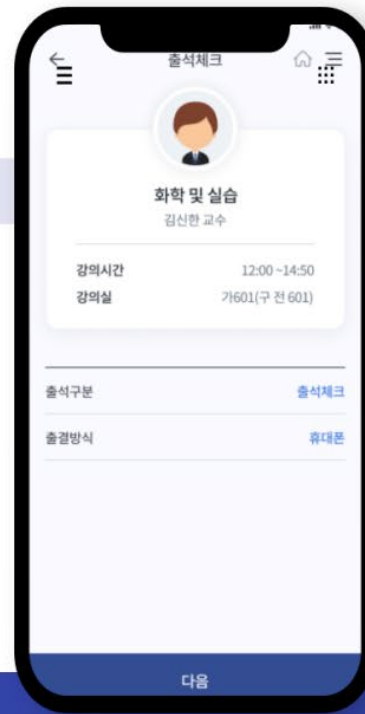 출석체크
화학 및 실습
김신한 교수
강의시간 12:00 ~14:50
강의실 가601(구 전 601)
출석구분 출석체크
출결방식 휴대폰
다음